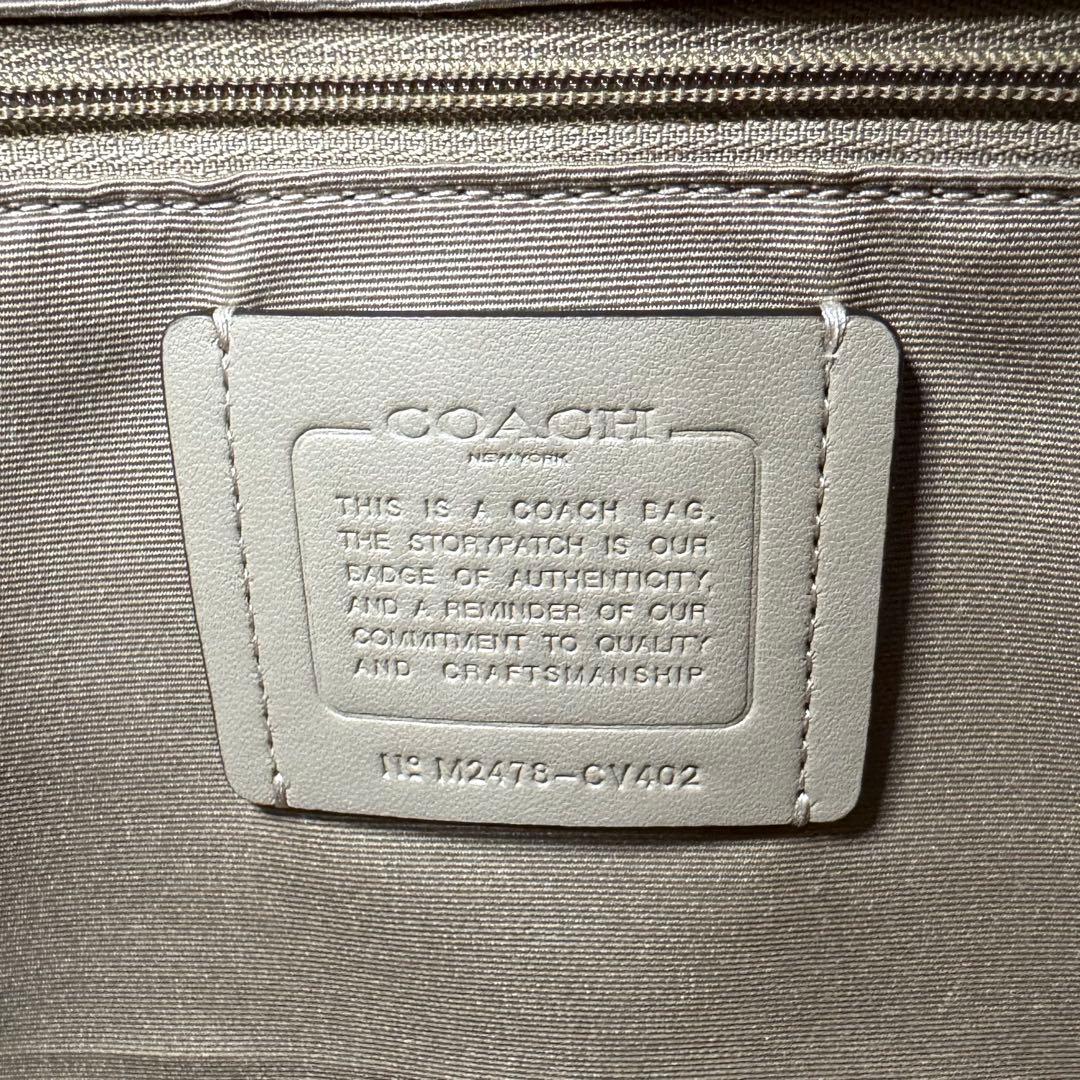 COACH
NEW YORK
THIS IS A COACH BAG.
THE STORYPATCH IS OUR
BADGE OF AUTHENTICITY,
AND A REMINDER OF OUR
COMMITMENT TO QUALITY
AND CRAFTSMANSHIP
Nº M2478-CV402